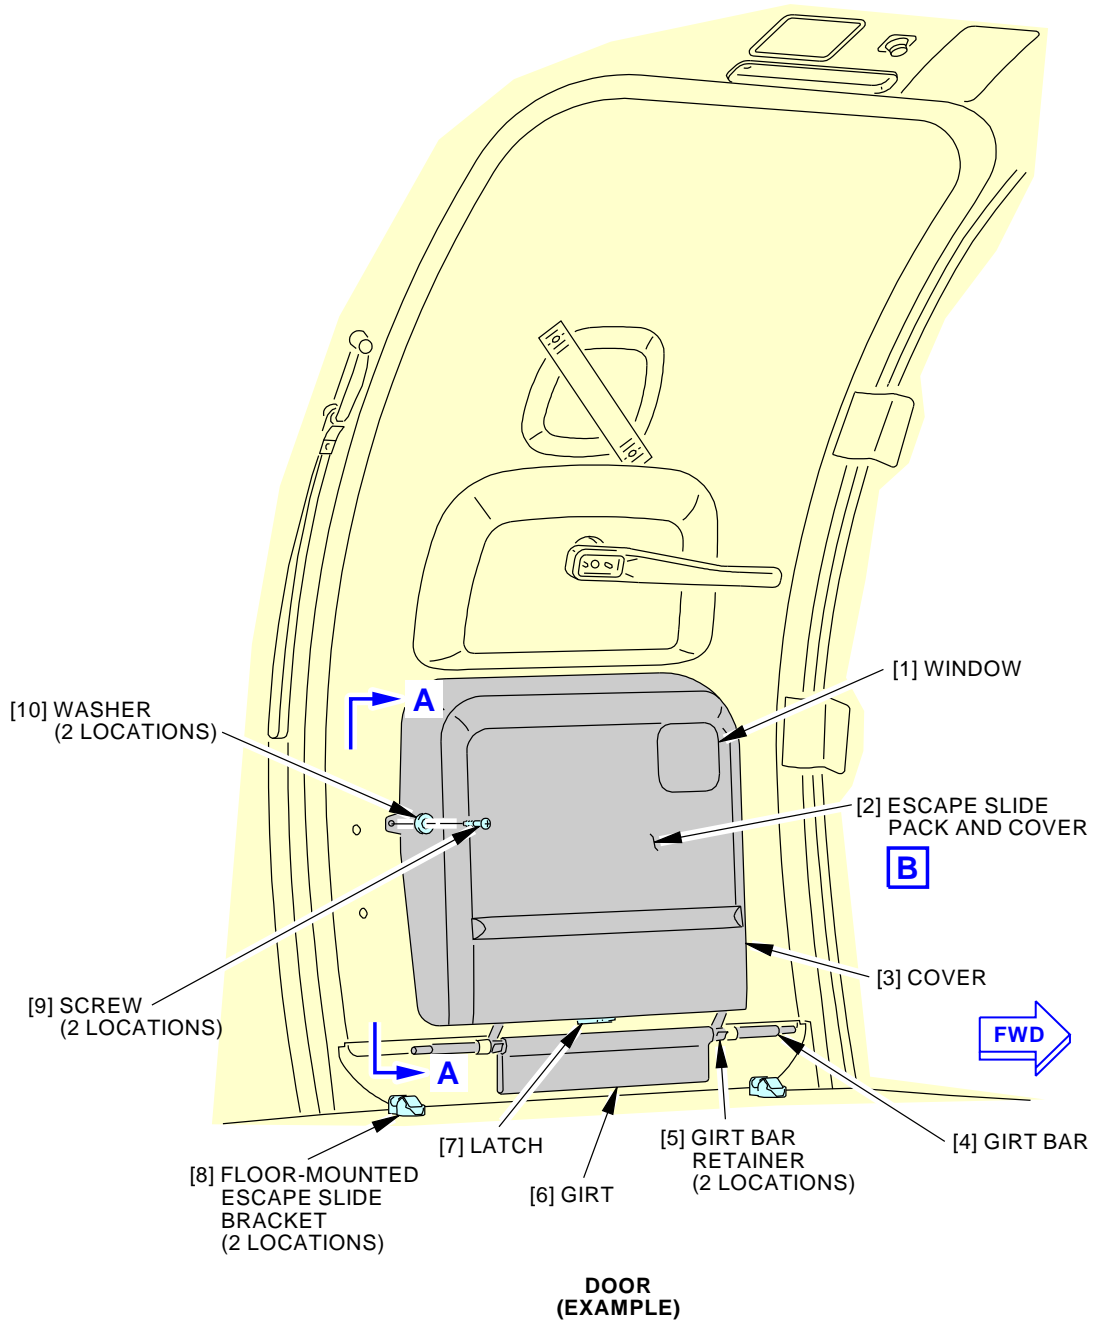 [1] WINDOW
A
[10] WASHER
(2 LOCATIONS)
[2] ESCAPE SLIDE
PACK AND COVER
B
[3] COVER
[9] SCREW
(2 LOCATIONS)
FWD
A
[7] LATCH
[5] GIRT BAR
RETAINER
(2 LOCATIONS)
[4] GIRT BAR
[8] FLOOR-MOUNTED
ESCAPE SLIDE
BRACKET
(2 LOCATIONS)
[6] GIRT
DOOR
(EXAMPLE)